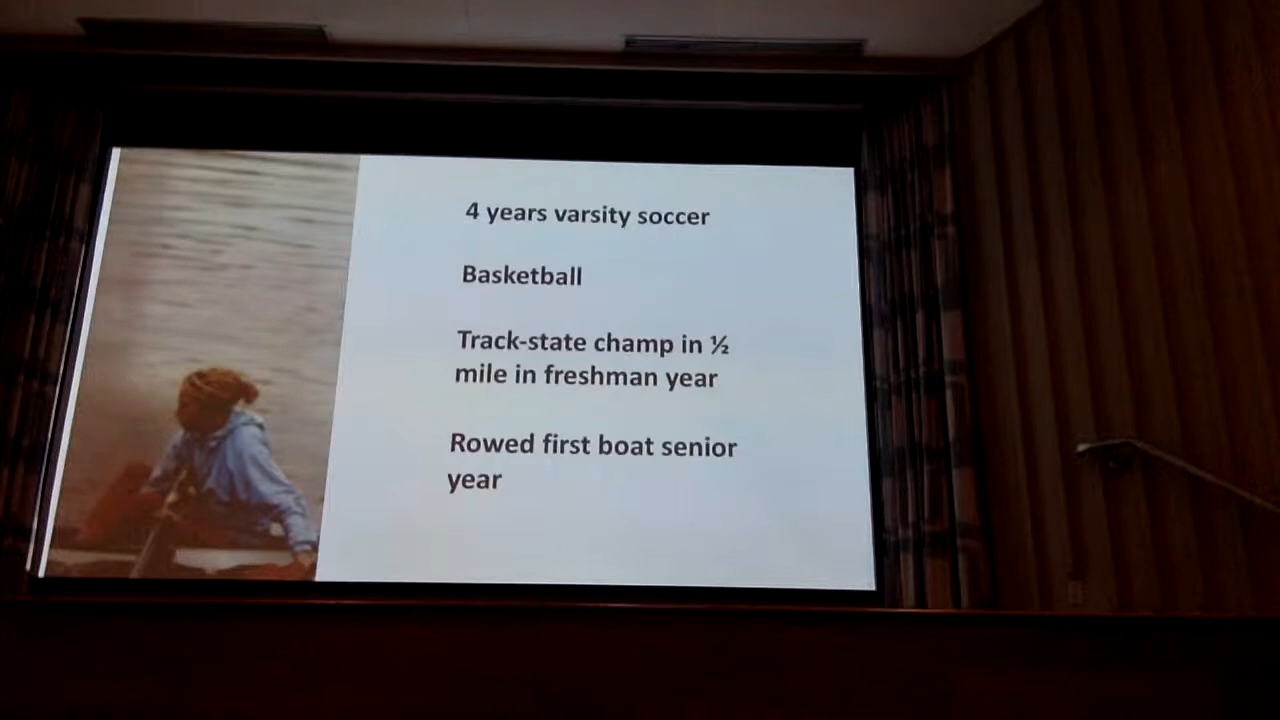 4 years varsity soccer
Basketball
Track-state champ in ½
mile in freshman year
Rowed first boat senior
year